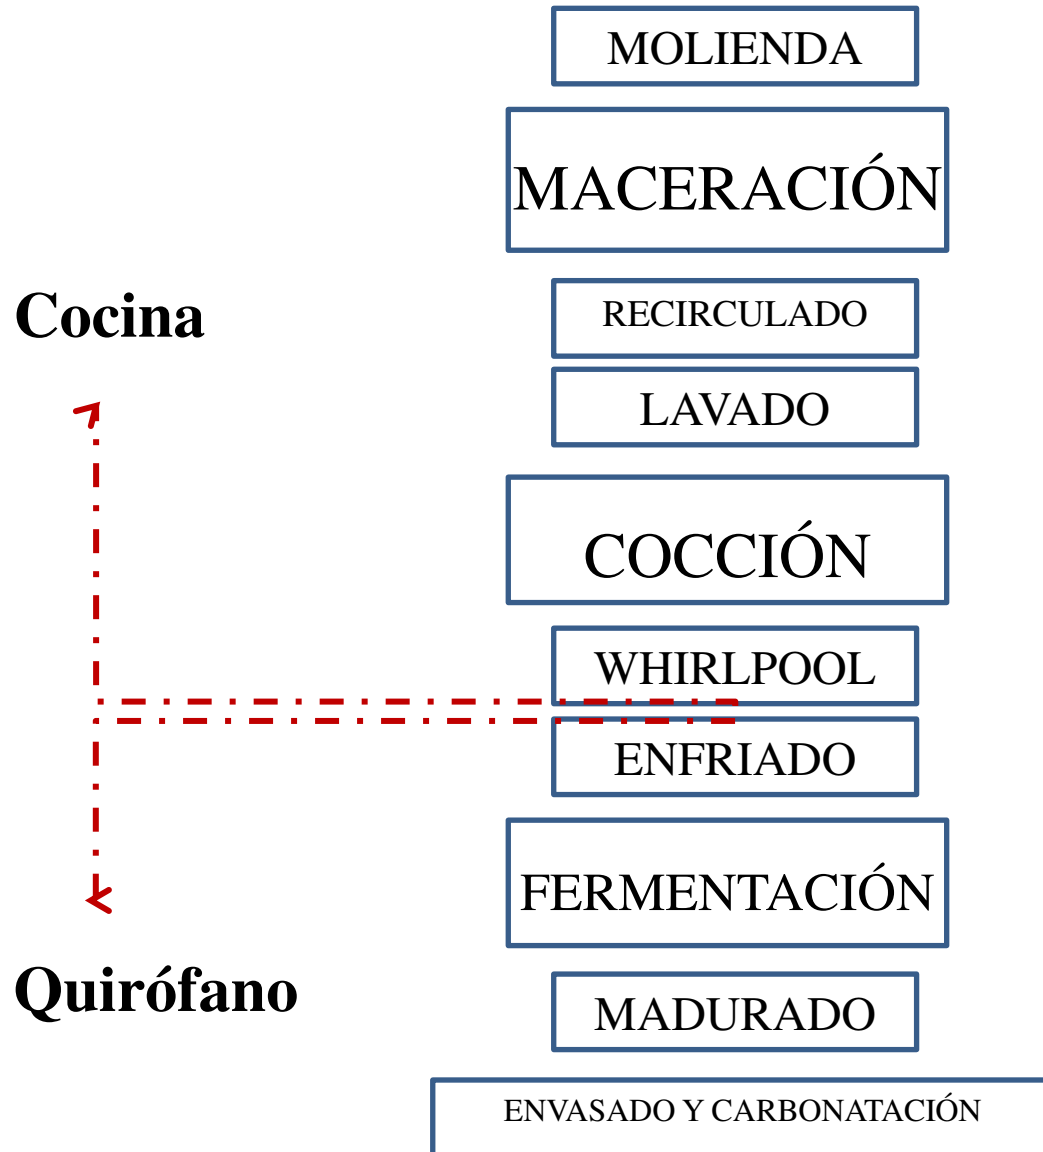 MOLIENDA
MACERACIÓN
Cocina
RECIRCULADO
LAVADO
COCCIÓN
WHIRLPOOL
ENFRIADO
FERMENTACIÓN
Quirófano
MADURADO
ENVASADO Y CARBONATACIÓN